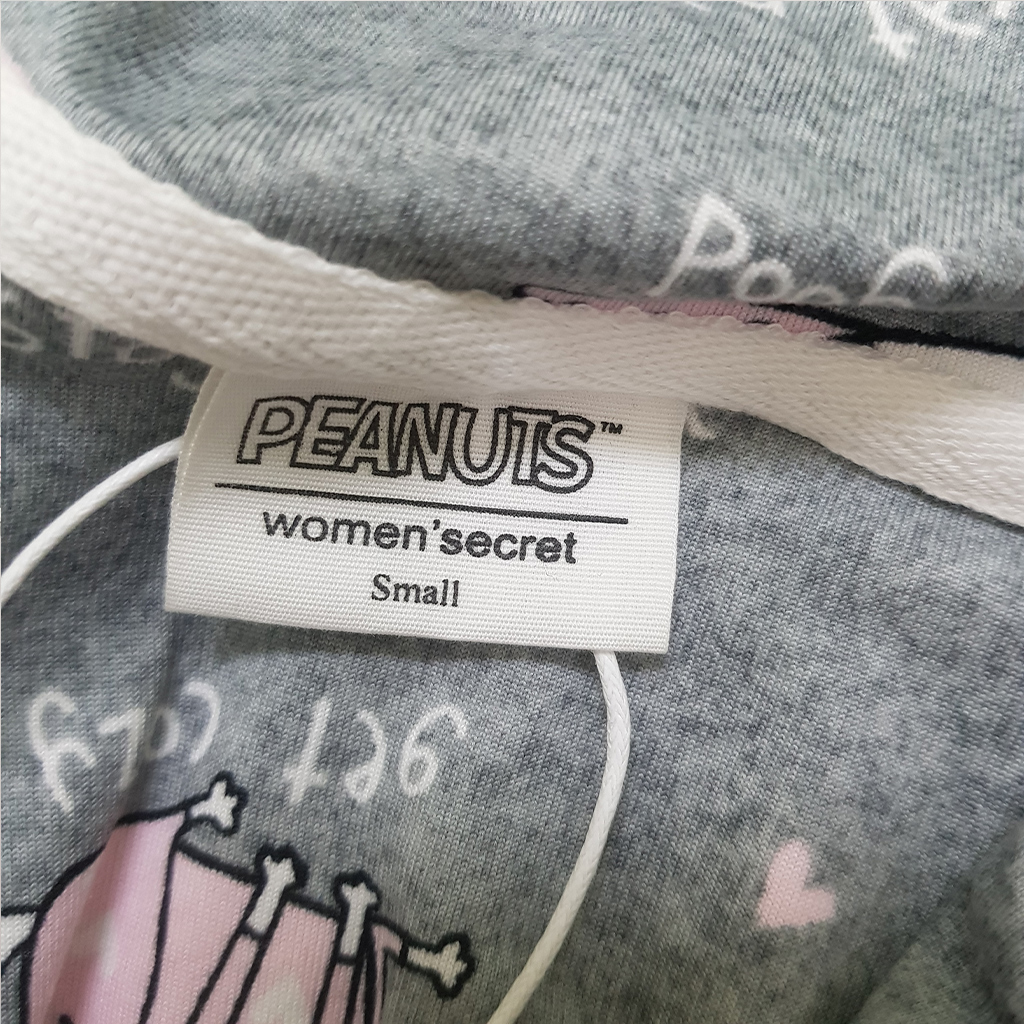 PEANUTS™
women'secret
Small
get cozy